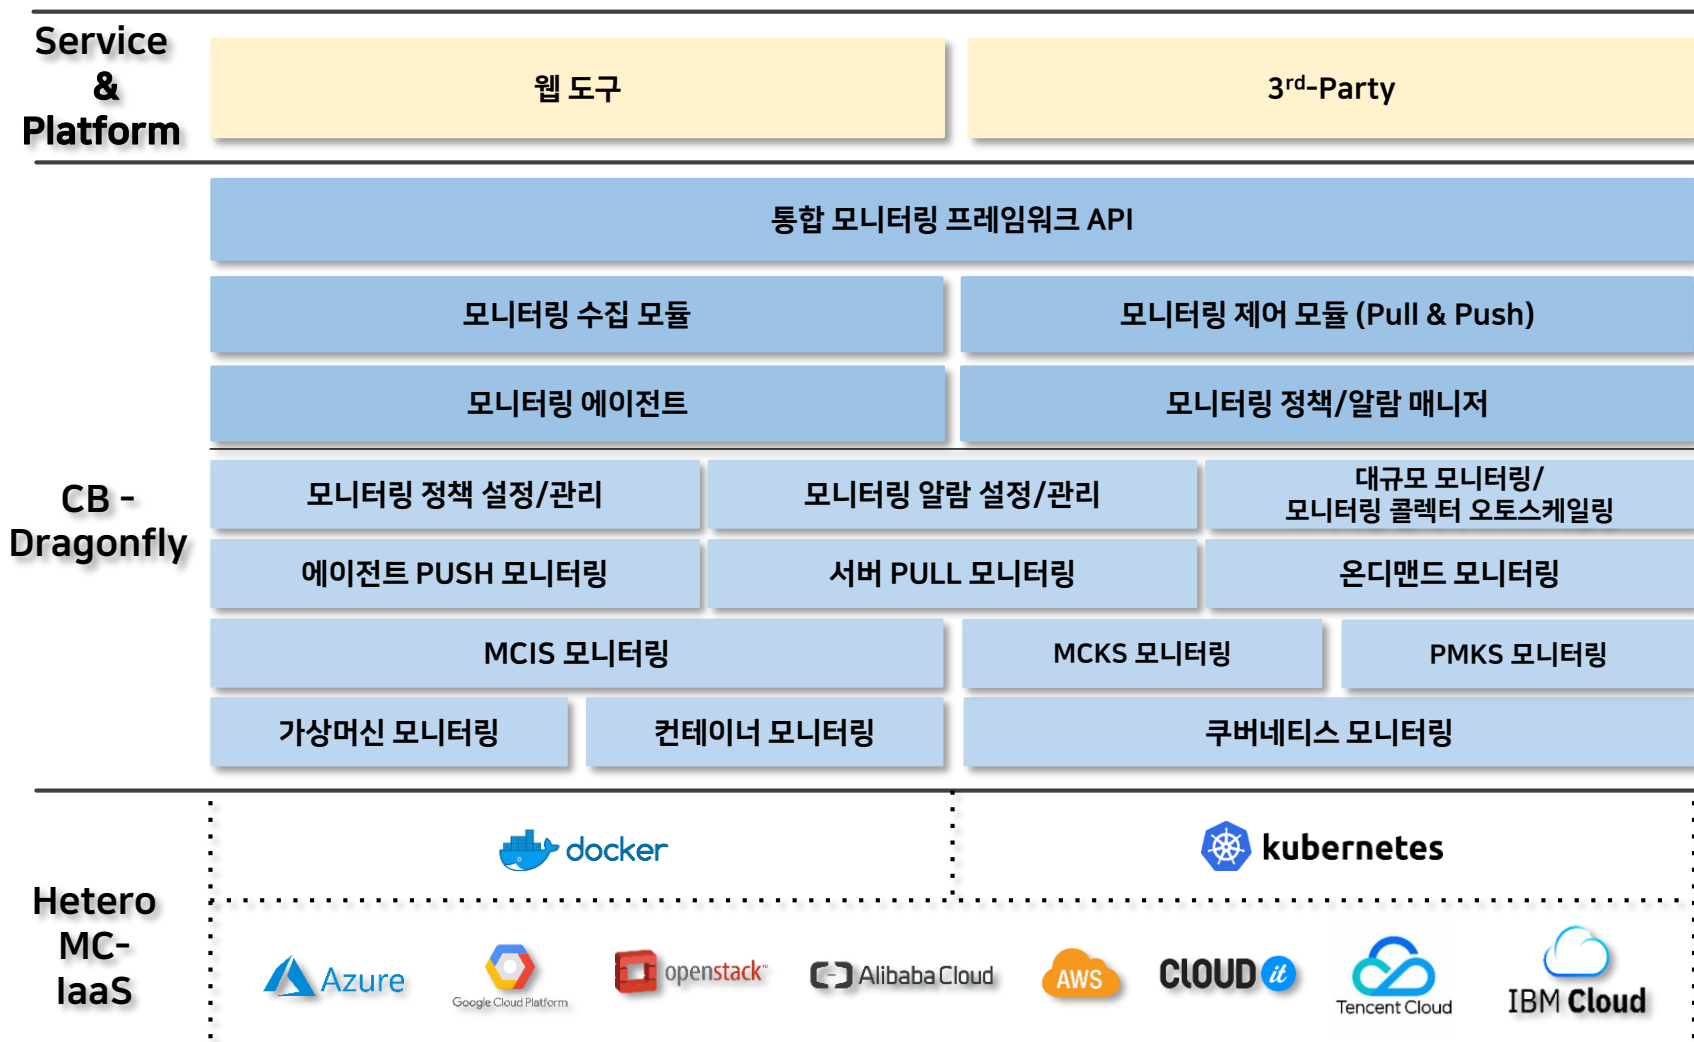 Service
&
Platform
웹 도구
3rd-Party
통합 모니터링 프레임워크 API
모니터링 수집 모듈
모니터링 제어 모듈 (Pull & Push)
모니터링 에이전트
모니터링 정책/알람 매니저
CB -
Dragonfly
모니터링 정책 설정/관리
모니터링 알람 설정/관리
대규모 모니터링/
모니터링 콜렉터 오토스케일링
에이전트 PUSH 모니터링
서버 PULL 모니터링
온디맨드 모니터링
MCIS 모니터링
MCKS 모니터링
PMKS 모니터링
가상머신 모니터링
컨테이너 모니터링
쿠버네티스 모니터링
Hetero
MC-
IaaS
docker
kubernetes
Azure
Google Cloud Platform
openstack™
Alibaba Cloud
AWS
CLOUD it
Tencent Cloud
IBM Cloud